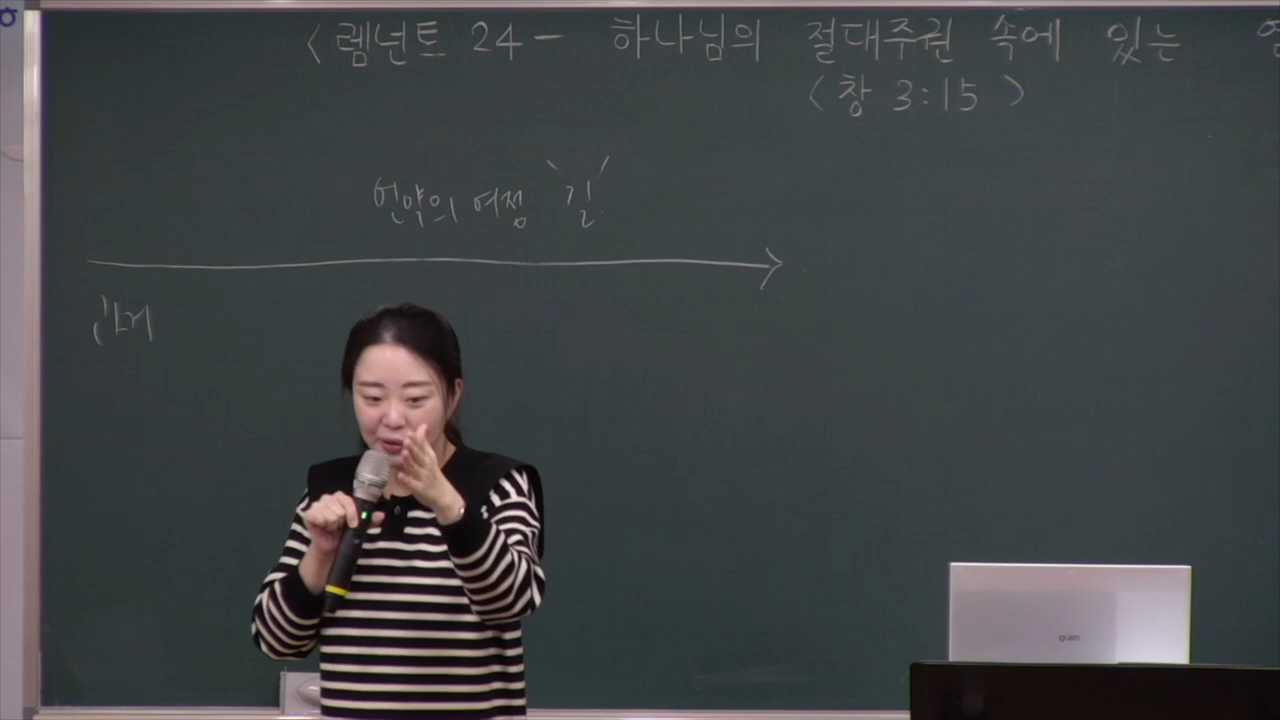 <렘넌트 24 - 하나님의 절대주권 속에 있는
<창 3:15>
언약의 여정 '길'
과거
gram